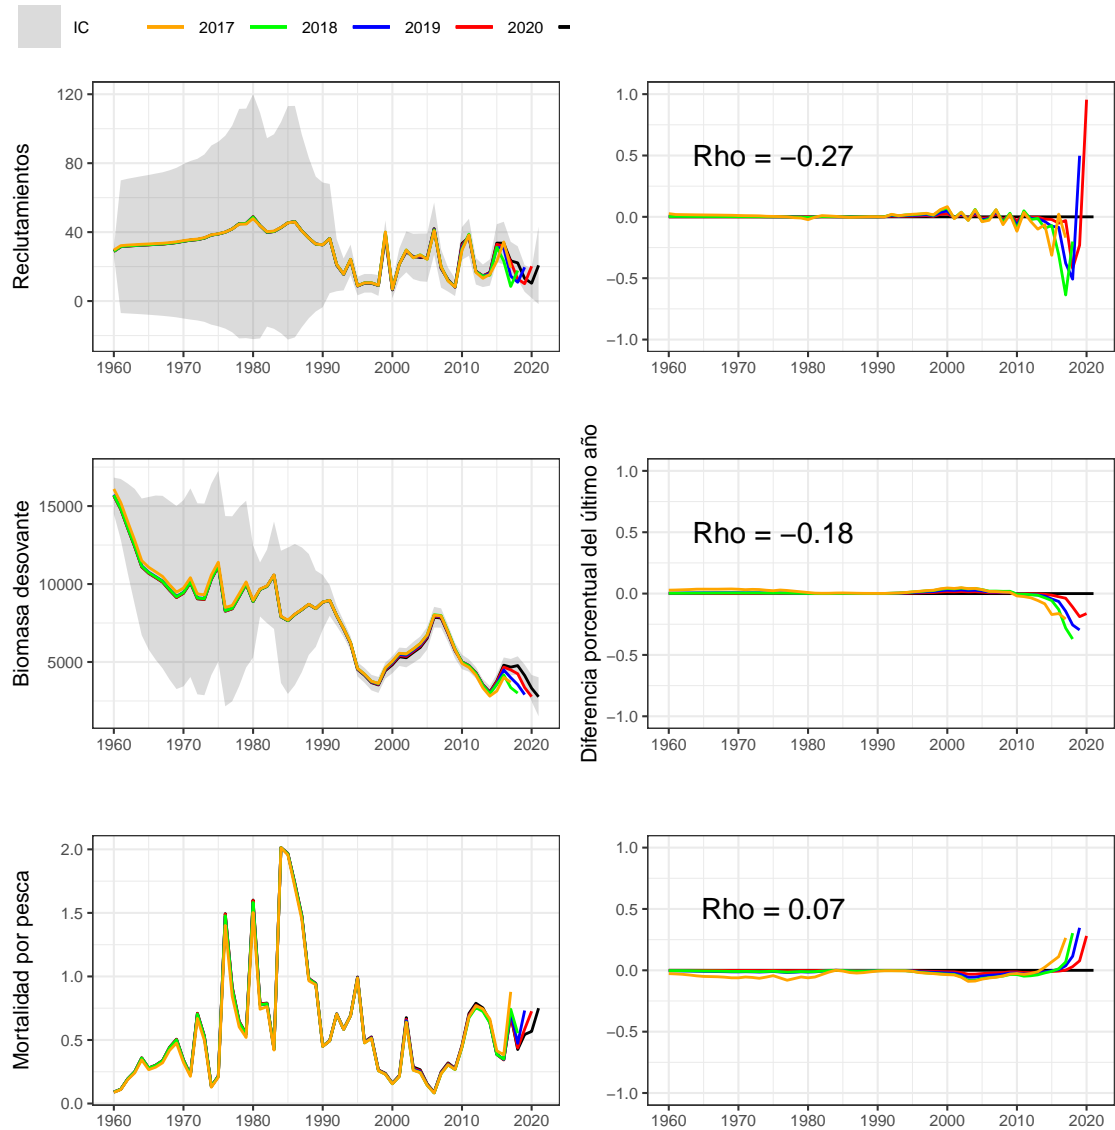 IC 2017 2018 2019 2020
Reclutamientos
120
80
40
0
1960 1970 1980 1990 2000 2010 2020
1.0
0.5
0.0
−0.5
−1.0
Rho = −0.27
1960 1970 1980 1990 2000 2010 2020
Biomasa desovante
15000
10000
5000
1960 1970 1980 1990 2000 2010 2020
Diferencia porcentual del último año
1.0
0.5
0.0
−0.5
−1.0
Rho = −0.18
1960 1970 1980 1990 2000 2010 2020
Mortalidad por pesca
2.0
1.5
1.0
0.5
0.0
1960 1970 1980 1990 2000 2010 2020
1.0
0.5
0.0
−0.5
−1.0
Rho = 0.07
1960 1970 1980 1990 2000 2010 2020